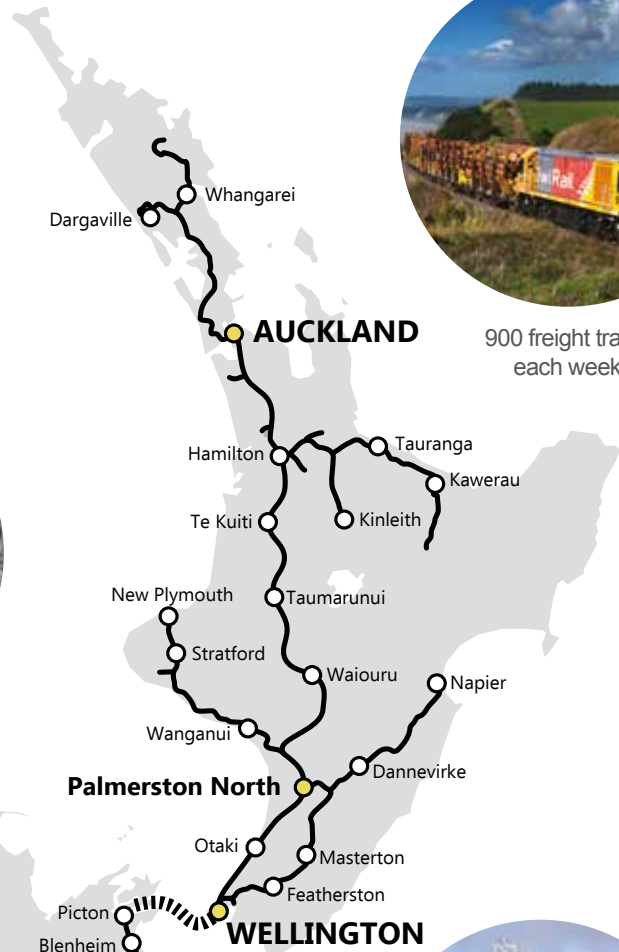 Whangarei
Dargaville
AUCKLAND
900 freight
each week
Hamilton
Tauranga
Kawerau
Te Kuiti
Kinleith
New Plymouth
Taumarunui
Stratford
Waiouru
Napier
Wanganui
Dannevirke
Palmerston North
Otaki
Masterton
Featherston
Picton
WELLINGTON
Blenheim